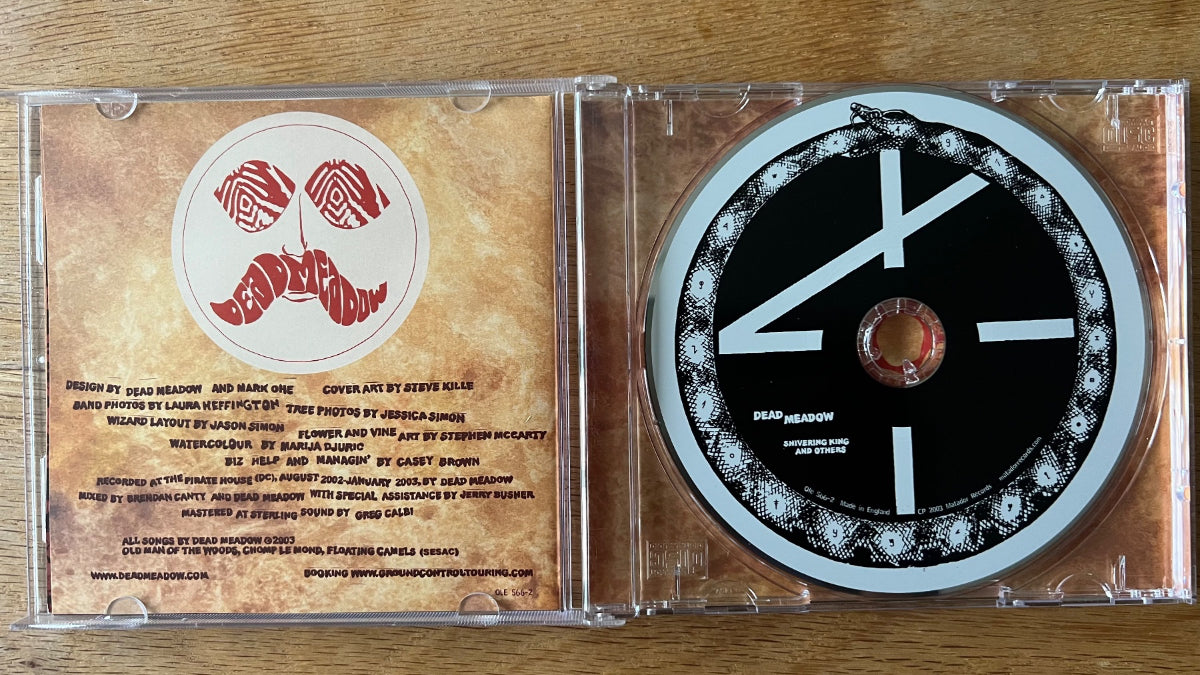 DEAD MEADOW
DESIGN BY DEAD MEADOW AND MARK OHE COVER ART BY STEVE KILLE
BAND PHOTOS BY LAURA HEFFINGTON TREE PHOTOS BY JESSICA SIMON
WIZARD LAYOUT BY JASON SIMON FLOWER AND VINE ART BY STEPHEN MCCARTY
WATERCOLOUR BY MARIJA DJURIC
BIZ HELP AND MANAGIN' BY CASEY BROWN
RECORDED AT THE PIRATE HOUSE (DC), AUGUST 2002-JANUARY 2003, BY DEAD MEADOW
MIXED BY BRENDAN CANTY AND DEAD MEADOW WITH SPECIAL ASSISTANCE BY JERRY BUSHER
MASTERED AT STERLING SOUND BY GREG CALBI
ALL SONGS BY DEAD MEADOW ©2003
OLD MAN OF THE WOODS, CHOMP LE MOND, FLOATING CAMELS (SESAC)
WWW.DEADMEADOW.COM BOOKING WWW.GROUNDCONTROLTOURING.COM
OLE 566-2
DEAD MEADOW
SHIVERING KING
AND OTHERS
Ole 566-2 Made in England CP 2003 Matador Records matadorrecords.com
COMPACT
DISC